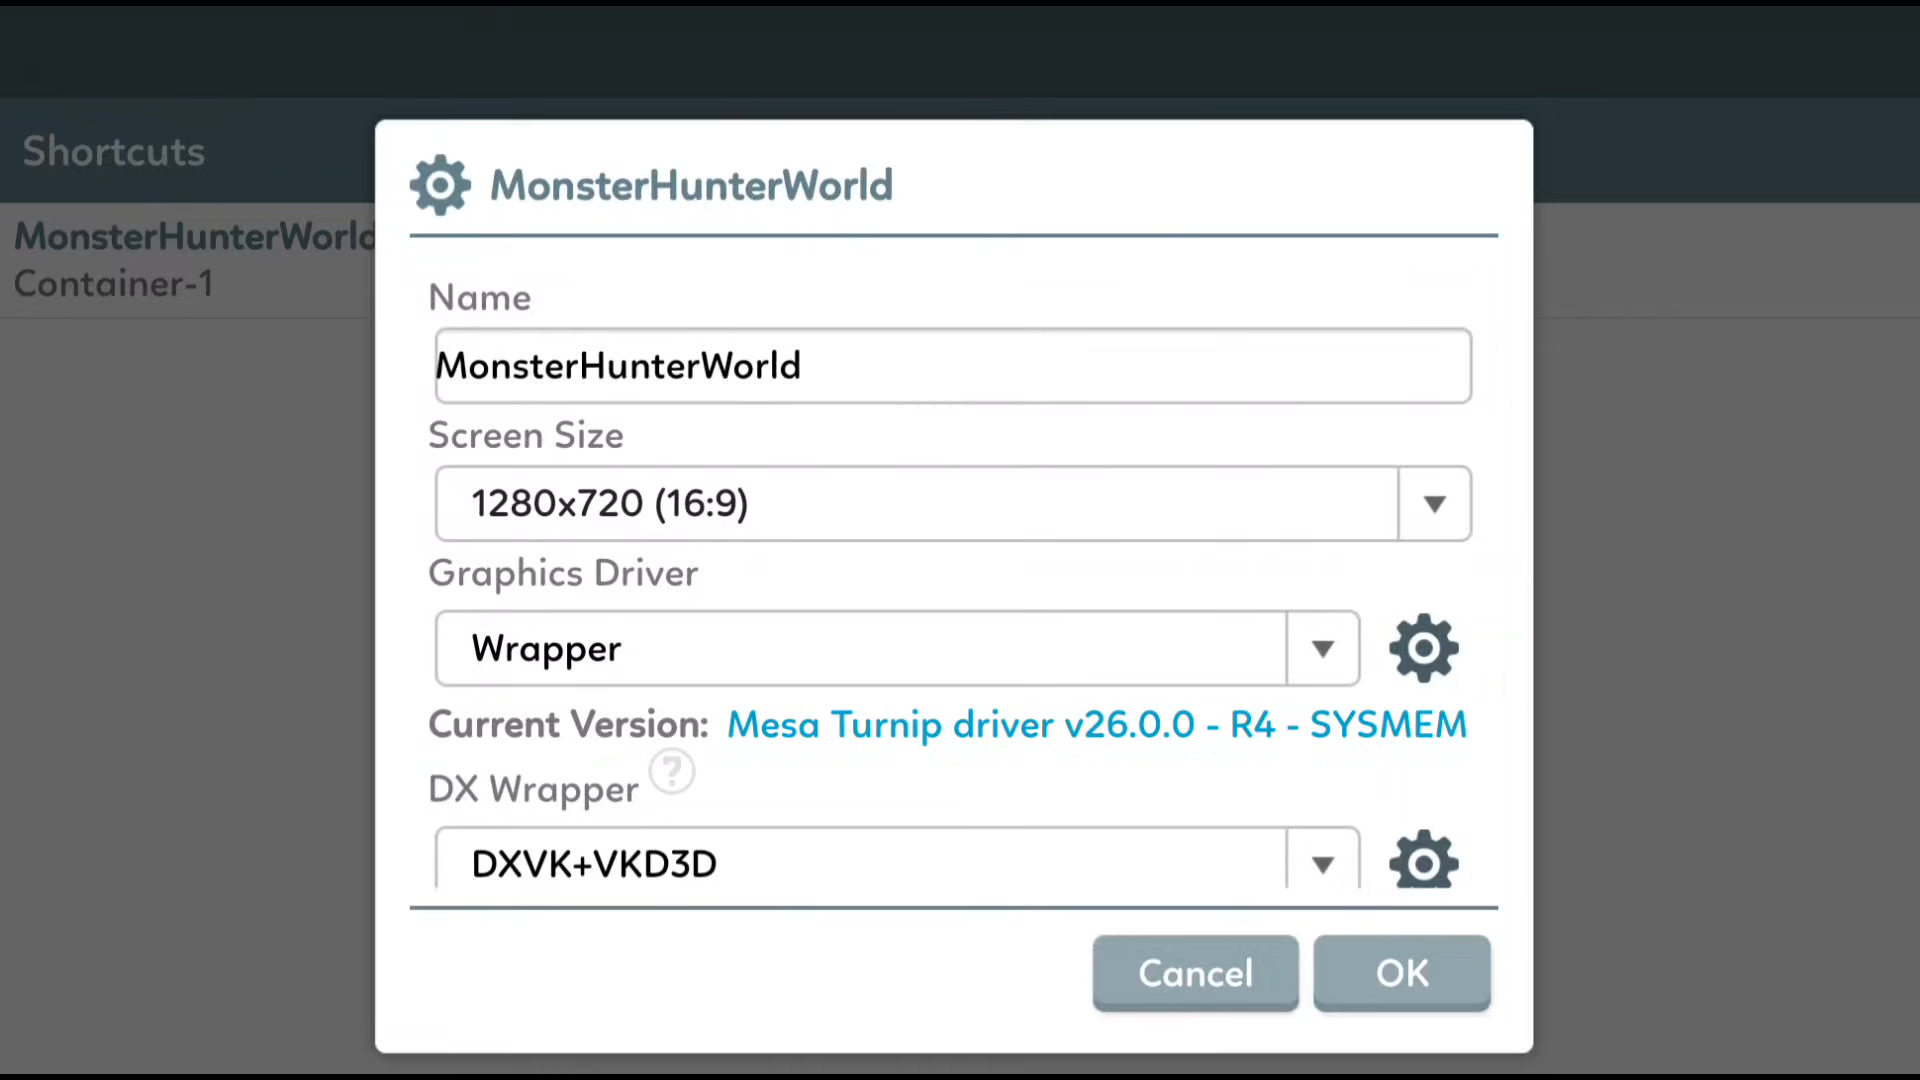 Shortcuts
MonsterHunterWorld
Container-1
MonsterHunterWorld
Name
MonsterHunterWorld
Screen Size
1280x720 (16:9)
Graphics Driver
Wrapper
Current Version: Mesa Turnip driver v26.0.0 - R4 - SYSMEM
DX Wrapper ?
DXVK+VKD3D
Cancel OK